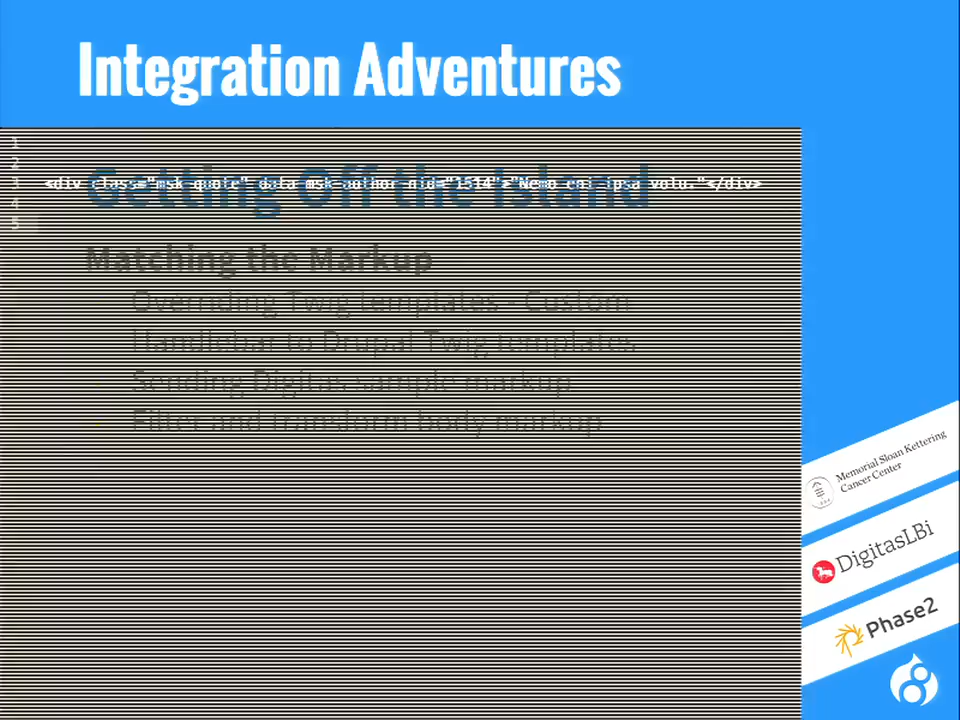 Integration Adventures
1
2
3
4
5
<div class="msk-quote" data-msk-author-nid="1514">"Nemo enim ipsa volu."</div>
Getting Off the Island
Matching the Markup
Overriding Twig templates - Custom
Handlebar to Drupal Twig templates
Sending Digitas sample markup
Filter and transform body markup
Memorial Sloan Kettering
Cancer Center
DigitasLBi
Phase2